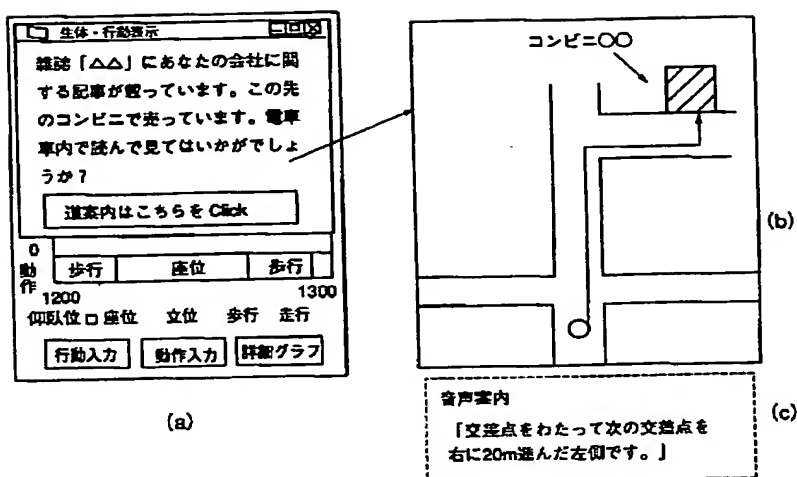 生体・行動表示
雑誌「△△」にあなたの会社に関
する記事が載っています。この先
のコンビニで売っています。電車
車内で読んで見てはいかがでしょ
うか?
道案内はこちらを Click
0
動作
歩行 座位 歩行
1200 1300
仰臥位 座位 立位 歩行 走行
行動入力 動作入力 詳細グラフ
(a)
コンビニ○○
(b)
音声案内
「交差点をわたって次の交差点を
右に20m進んだ左側です。」
(c)